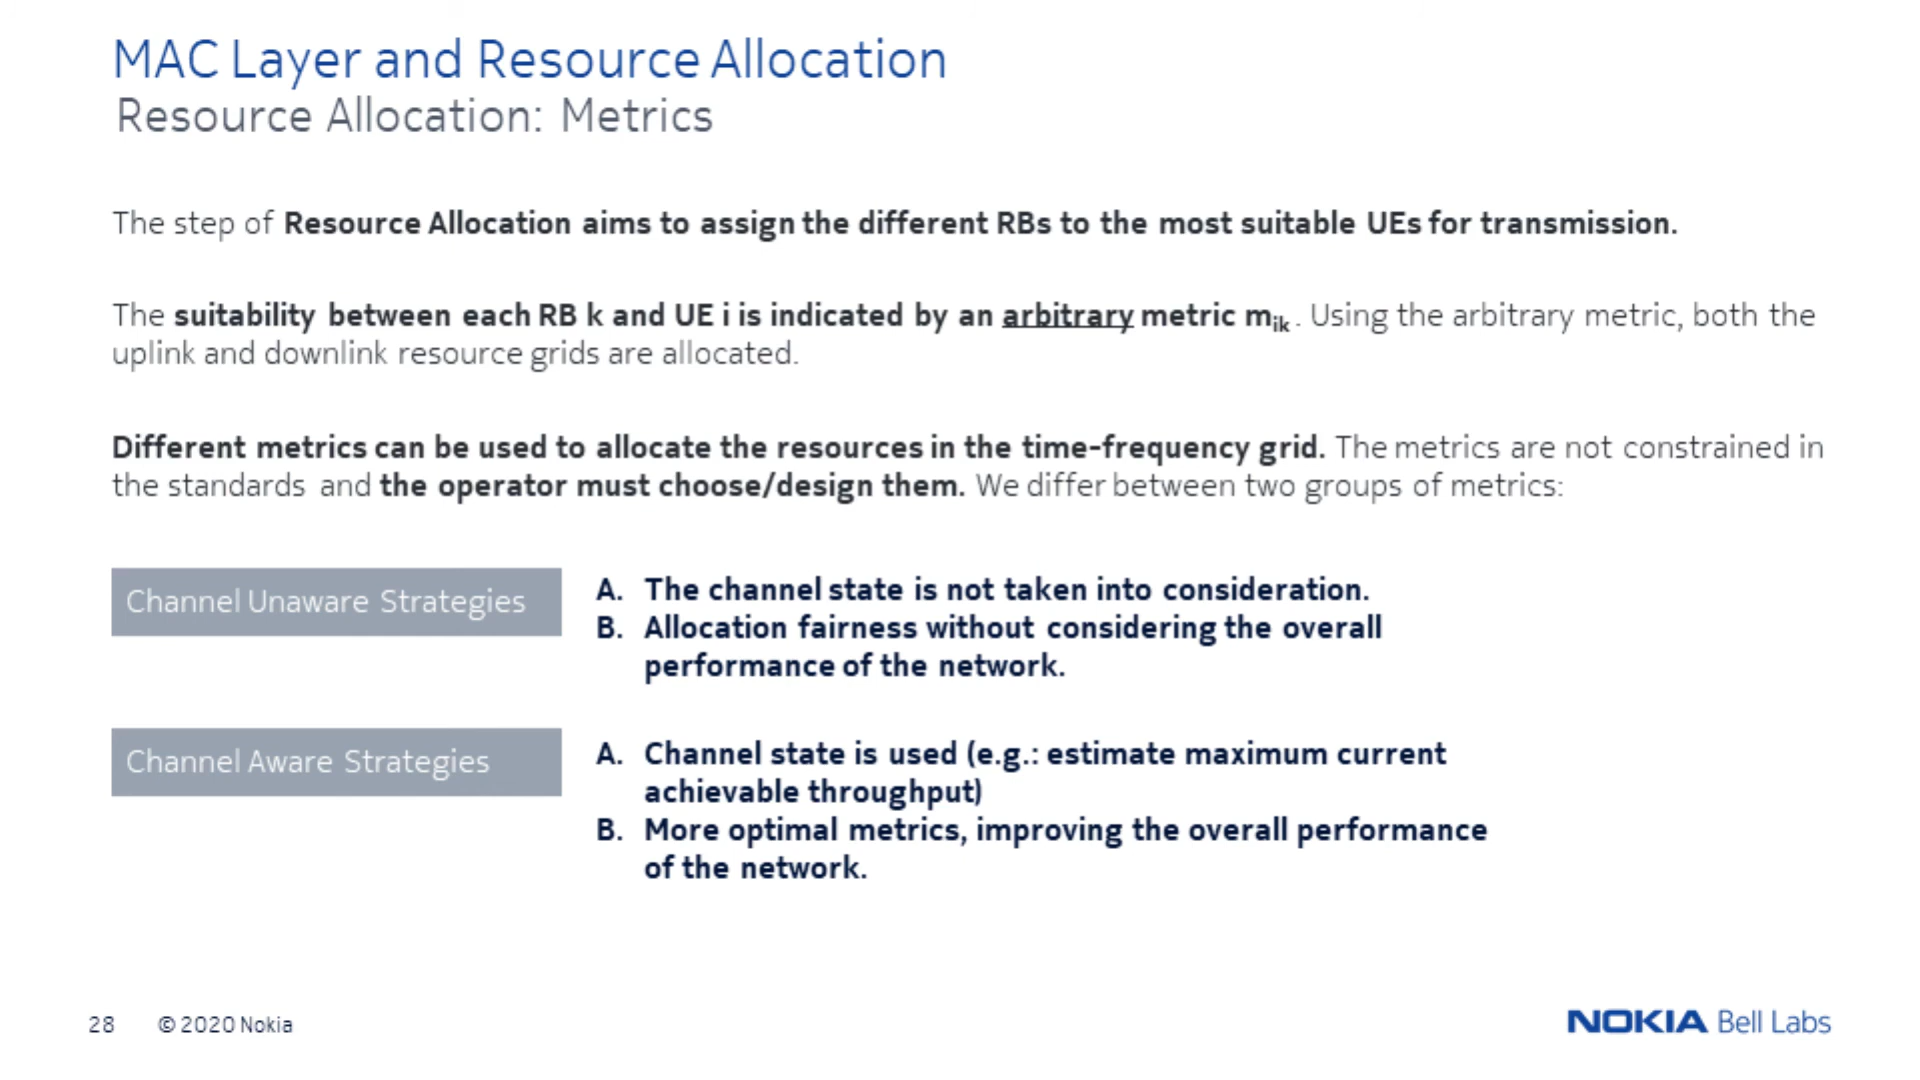 MAC Layer and Resource Allocation
Resource Allocation: Metrics
The step of Resource Allocation aims to assign the different RBs to the most suitable UEs for transmission.
The suitability between each RB k and UE i is indicated by an arbitrary metric mik . Using the arbitrary metric, both the
uplink and downlink resource grids are allocated.
Different metrics can be used to allocate the resources in the time-frequency grid. The metrics are not constrained in
the standards and the operator must choose/design them. We differ between two groups of metrics:
Channel Unaware Strategies
A. The channel state is not taken into consideration.
B. Allocation fairness without considering the overall
performance of the network.
Channel Aware Strategies
A. Channel state is used (e.g.: estimate maximum current
achievable throughput)
B. More optimal metrics, improving the overall performance
of the network.
28 © 2020 Nokia
NOKIA Bell Labs